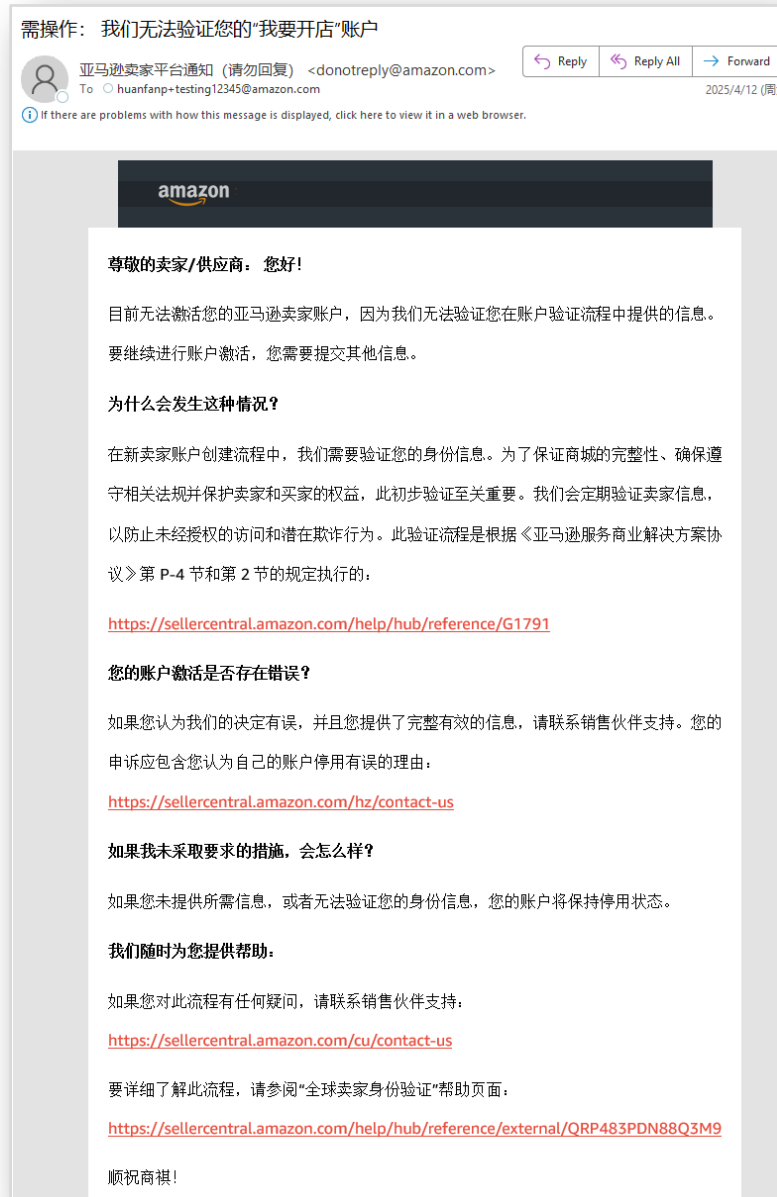 需操作： 我们无法验证您的“我要开店”账户
亚马逊卖家平台通知（请勿回复） <donotreply@amazon.com>
To huanfanp+testing12345@amazon.com
Reply
Reply All
Forward
2025/4/12 (周
If there are problems with how this message is displayed, click here to view it in a web browser.
amazon
尊敬的卖家/供应商： 您好！
目前无法激活您的亚马逊卖家账户，因为我们无法验证您在账户验证流程中提供的信息。
要继续进行账户激活，您需要提交其他信息。
为什么会发生这种情况？
在新卖家账户创建流程中，我们需要验证您的身份信息。为了保证商城的完整性、确保遵
守相关法规并保护卖家和买家的权益，此初步验证至关重要。我们会定期验证卖家信息，
以防止未经授权的访问和潜在欺诈行为。此验证流程是根据《亚马逊服务商业解决方案协
议》第 P-4 节和第 2 节的规定执行的：
https://sellercentral.amazon.com/help/hub/reference/G1791
您的账户激活是否存在错误？
如果您认为我们的决定有误，并且您提供了完整有效的信息，请联系销售伙伴支持。您的
申诉应包含您认为自己的账户停用有误的理由：
https://sellercentral.amazon.com/hz/contact-us
如果我未采取要求的措施，会怎么样？
如果您未提供所需信息，或者无法验证您的身份信息，您的账户将保持停用状态。
我们随时为您提供帮助：
如果您对此流程有任何疑问，请联系销售伙伴支持：
https://sellercentral.amazon.com/cu/contact-us
要详细了解此流程，请参阅“全球卖家身份验证”帮助页面：
https://sellercentral.amazon.com/help/hub/reference/external/QRP483PDN88Q3M9
顺祝商祺！